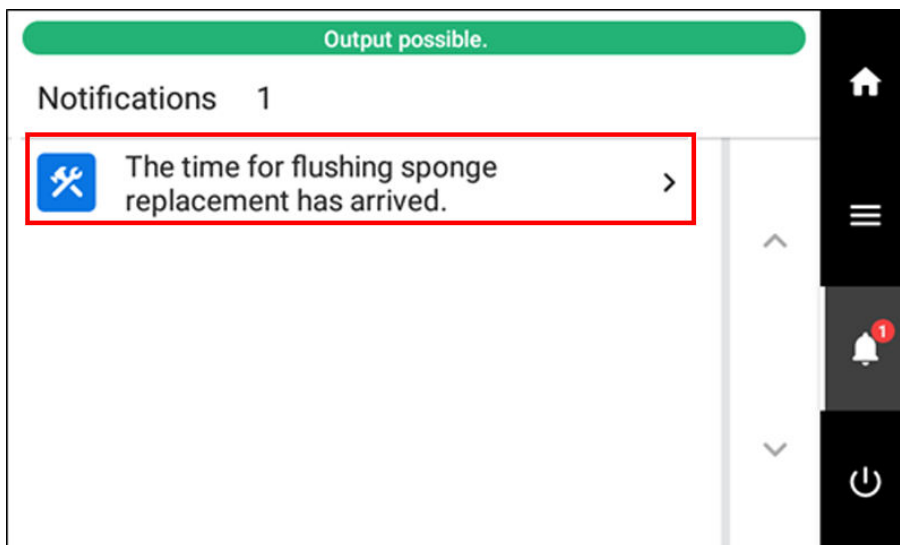 Output possible.
Notifications 1
The time for flushing sponge
replacement has arrived.
1